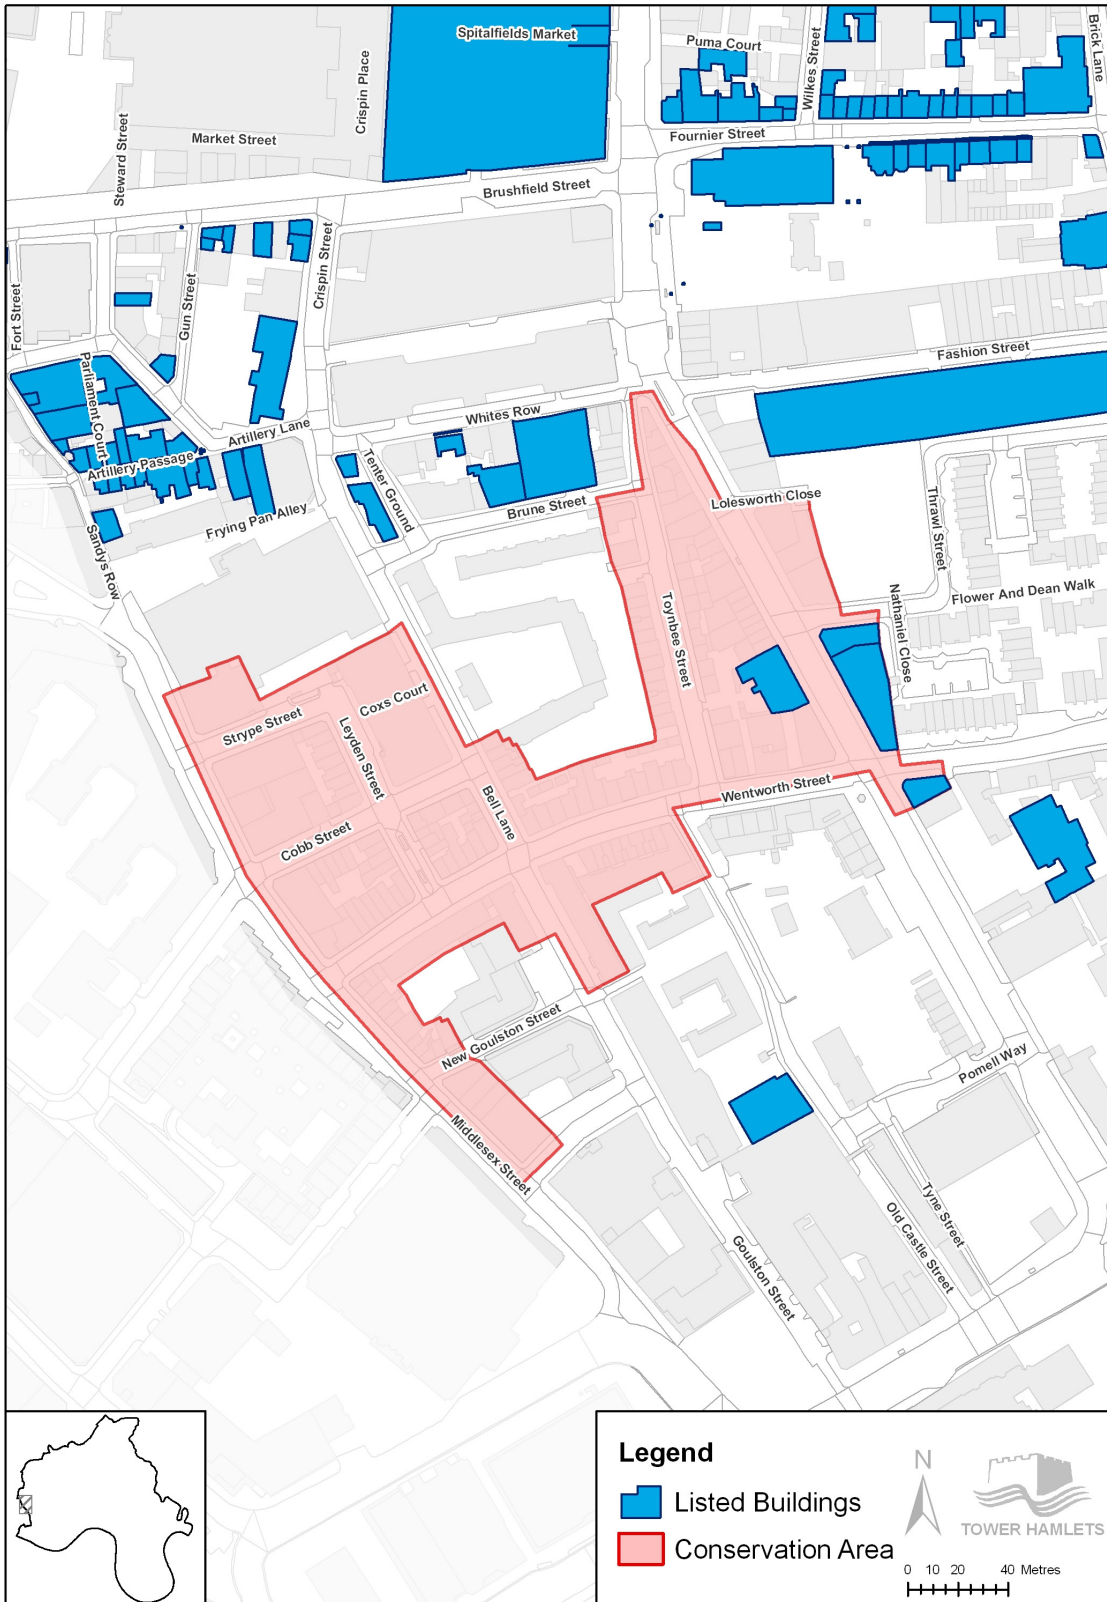 Spitalfields Market
Puma Court
Wilkes Street
Brick Lane
Crispin Place
Steward Street
Market Street
Fournier Street
Brushfield Street
Crispin Street
Gun Street
Fort Street
Fashion Street
Parliament Court
Whites Row
Artillery Lane
Artillery Passage
Tenter Ground
Lolesworth Close
Thrawl Street
Brune Street
Frying Pan Alley
Sandys Row
Flower And Dean Walk
Nathaniel Close
Toynbee Street
Coxs Court
Strype Street
Leyden Street
Bell Lane
Wentworth Street
Cobb Street
New Goulston Street
Pomell Way
Middlesex Street
Tyne Street
Old Castle Street
Goulston Street
Legend
Listed Buildings
Conservation Area
N
TOWER HAMLETS
0 10 20 40 Metres